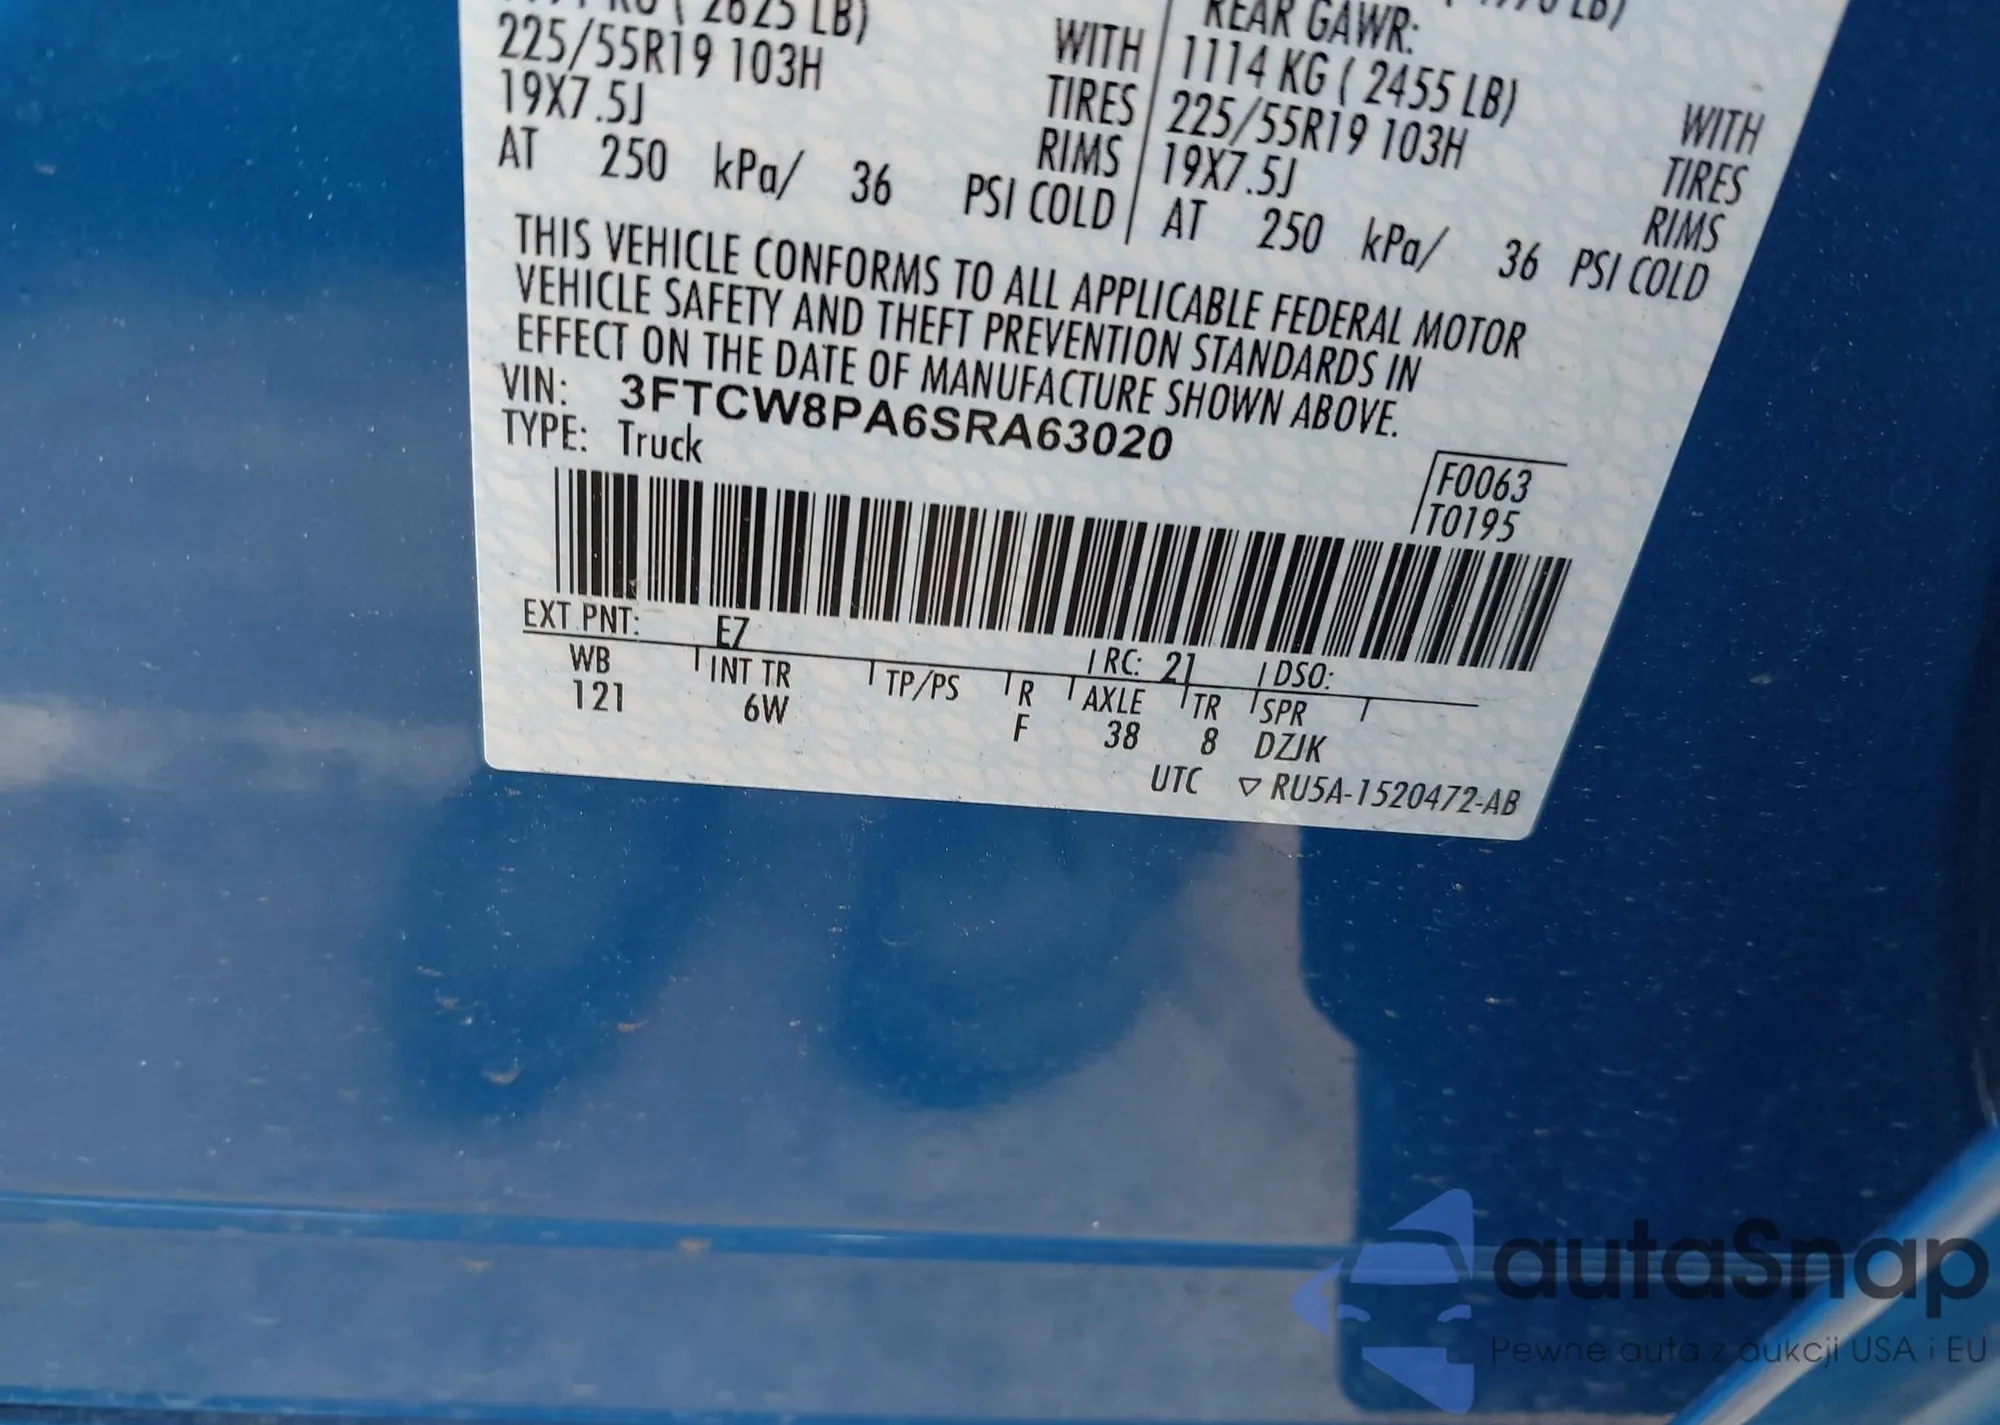 ( 2625 LB)
225/55R19 103H WITH
19X7.5J TIRES
RIMS
AT 250 kPa/ 36 PSI COLD
REAR GAWR:
1114 KG ( 2455 LB) WITH
225/55R19 103H TIRES
19X7.5J RIMS
AT 250 kPa/ 36 PSI COLD
THIS VEHICLE CONFORMS TO ALL APPLICABLE FEDERAL MOTOR
VEHICLE SAFETY AND THEFT PREVENTION STANDARDS IN
EFFECT ON THE DATE OF MANUFACTURE SHOWN ABOVE.
VIN: 3FTCW8PA6SRA63020
TYPE: Truck
F0063
T0195
EXT PNT: E7 RC: 21 DSO:
WB INT TR TP/PS R AXLE TR SPR
121 6W F 38 8 DZJK
UTC ▽ RU5A-1520472-AB
autaSnap
Pewne auta z aukcji USA i EU